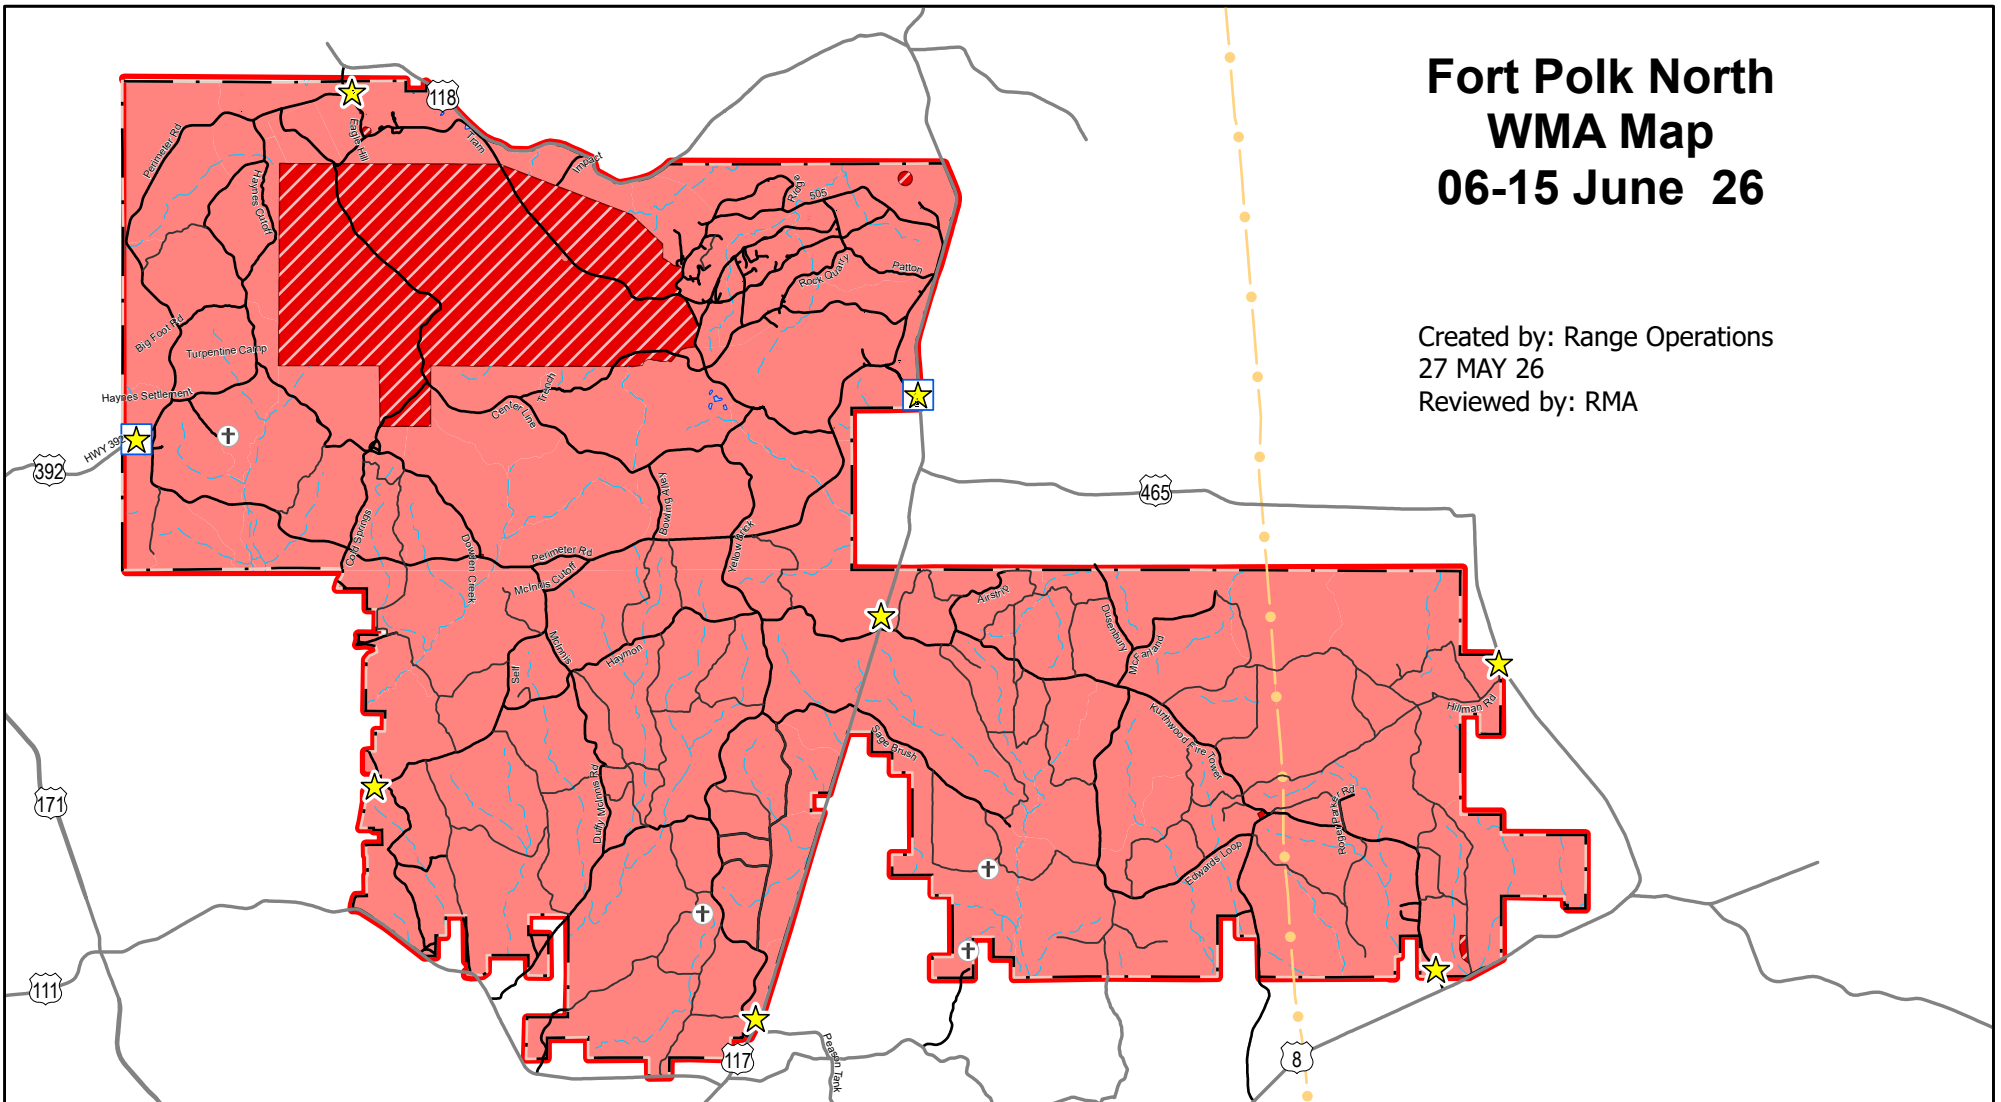 Fort Polk North
WMA Map
06-15 June 26
Created by: Range Operations
27 MAY 26
Reviewed by: RMA
118
Perimeter Rd
Eagle Hill
Tram
Impact
Haynes Cutoff
Ridge
505
Rock Quarry
Patton
Big Foot Rd
Turpentine Camp
Haynes Settlement
HWY 392
392
Center Line
Trench
465
Bowling Alley
Cold Springs
Dowden Creek
Perimeter Rd
McInnis Cutoff
Yellow Brick
Airstrip
Dusenbury
McFarland
McInnis
Haymon
Self
Hillman Rd
Kurthwood Fire Tower
Sage Brush
171
Duffy McInnis Rd
Roger Parker Rd
Edwards Loop
111
117
Peason Tank
8